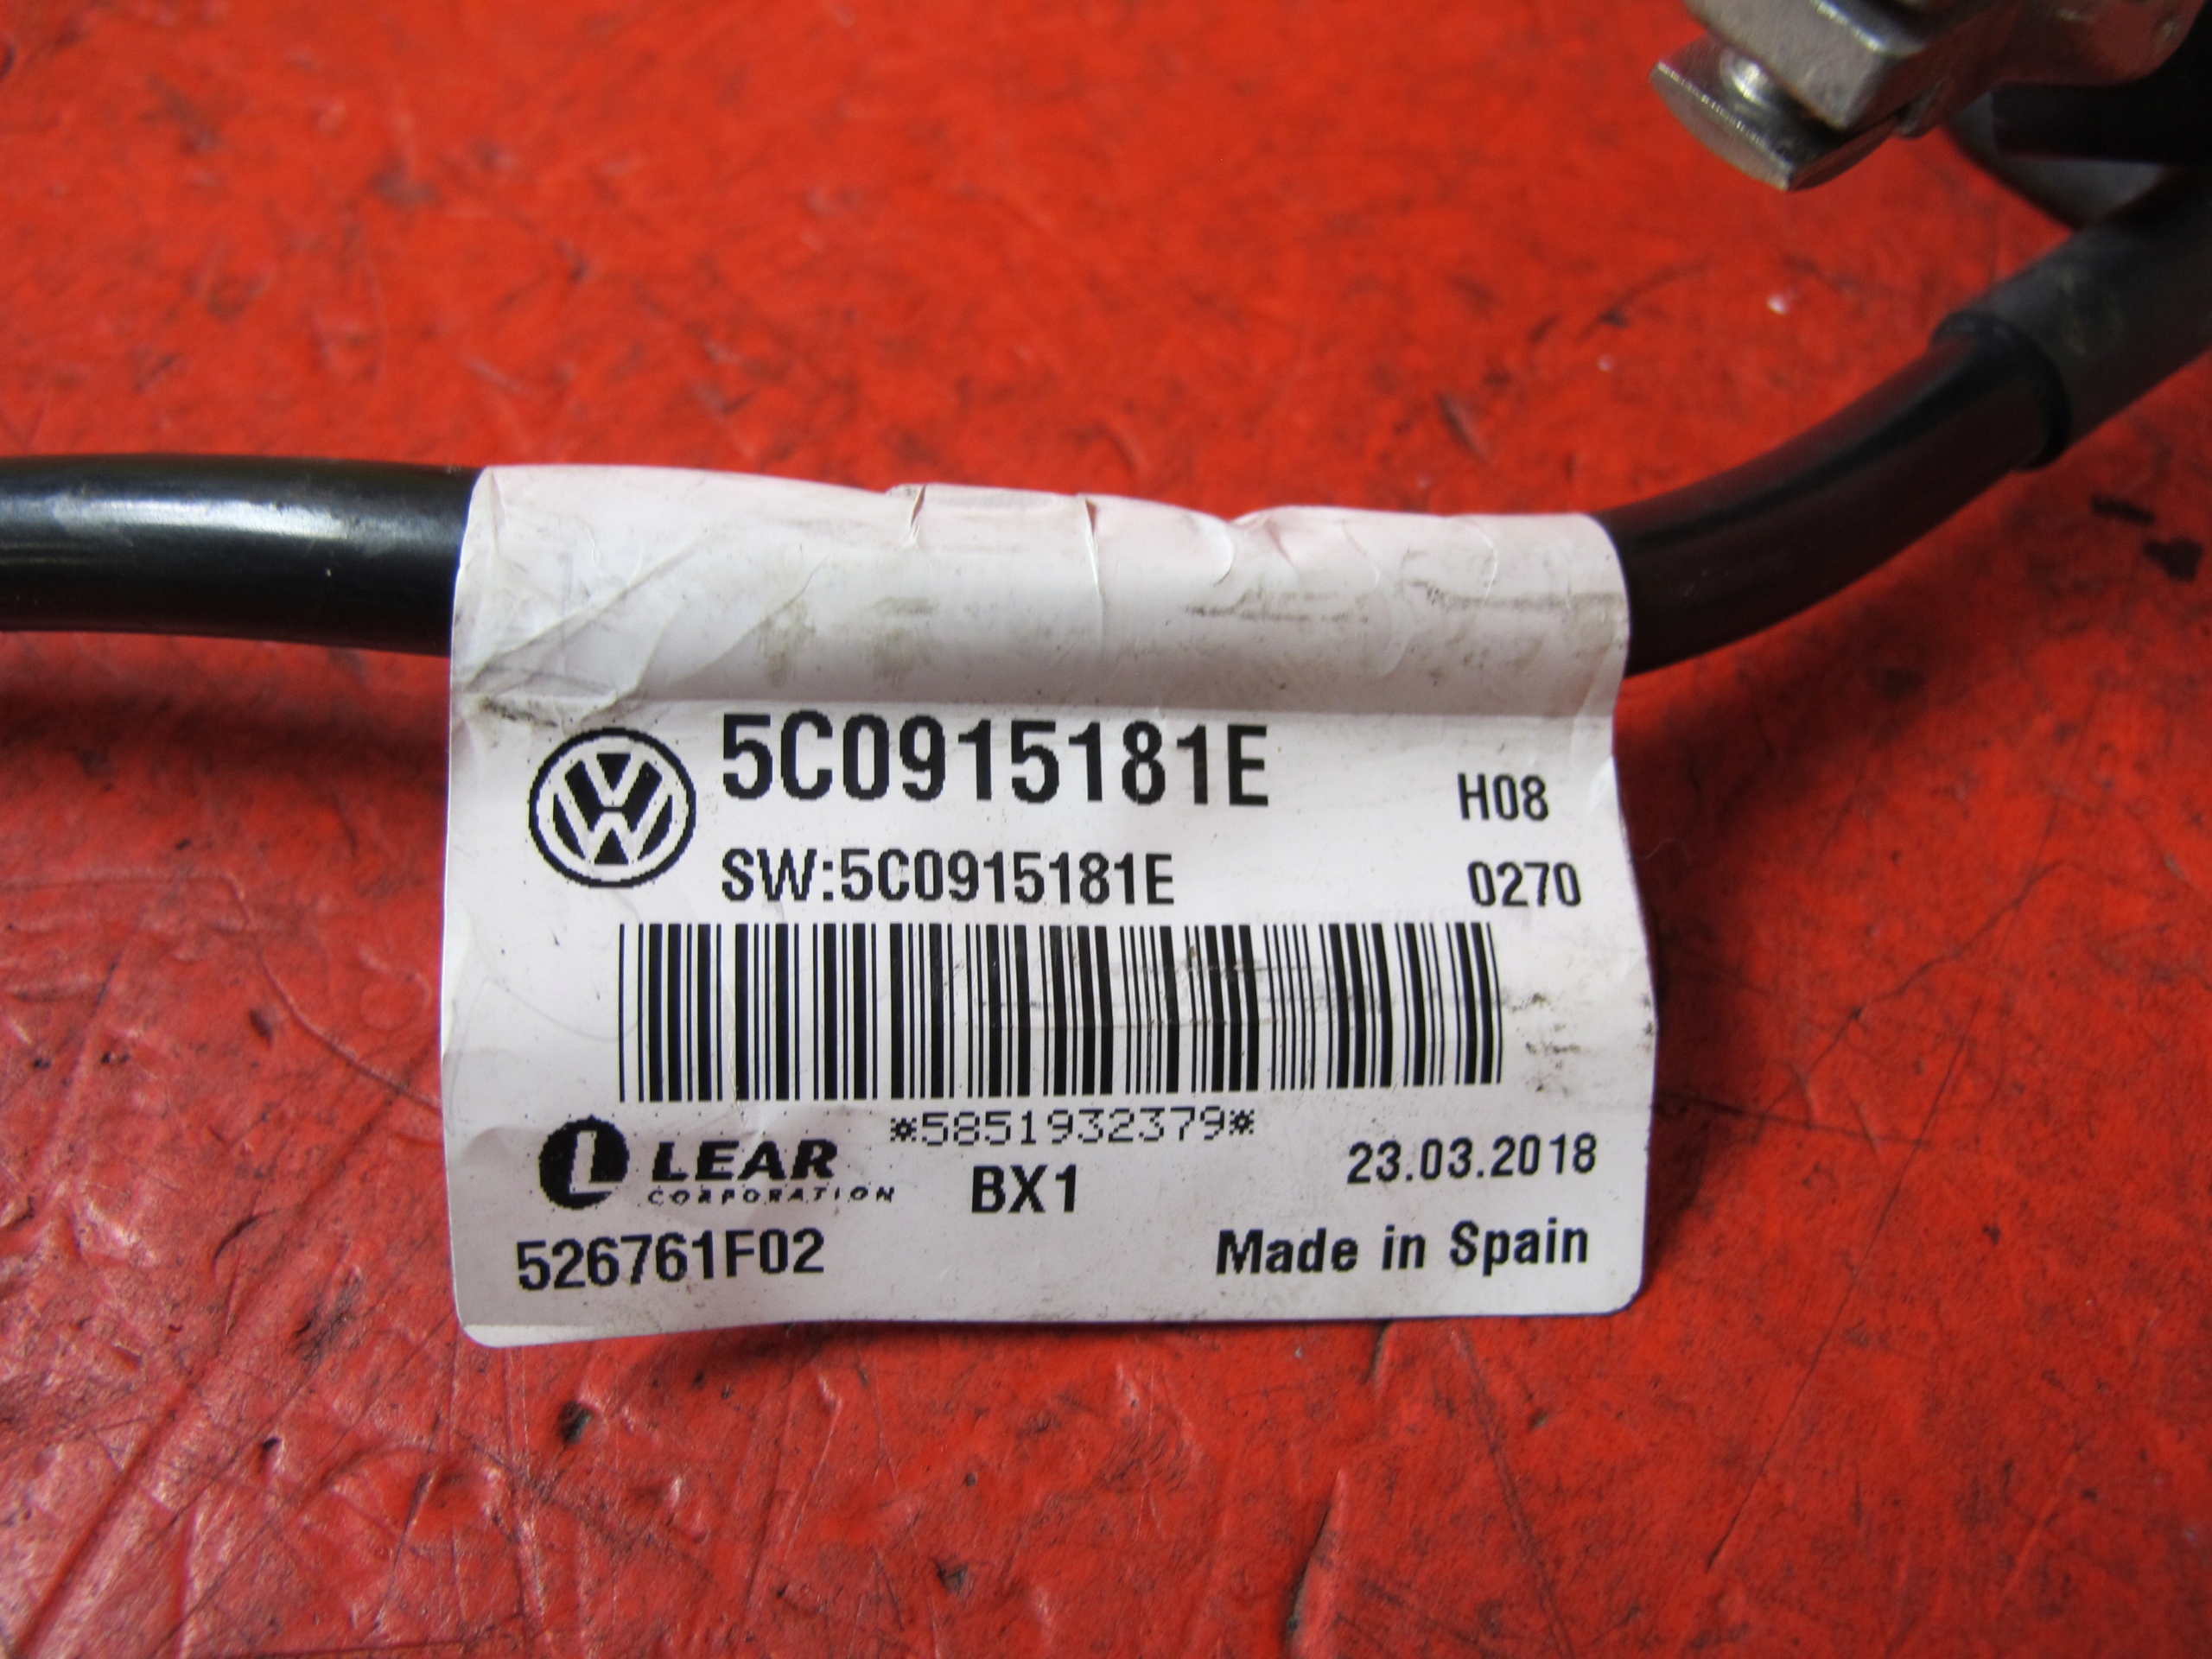 5C0915181E
H08
SW:5C0915181E
0270
*5851932379*
LEAR
CORPORATION
BX1
23.03.2018
526761F02
Made in Spain